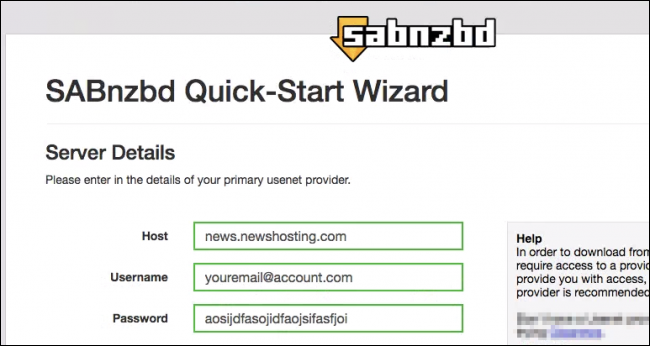 sabnzbd
SABnzbd Quick-Start Wizard
Server Details
Please enter in the details of your primary usenet provider.
Host
news.newshosting.com
Username
youremail@account.com
Password
aosijdfasojidfaojsifasfjoi
Help
In order to download from
require access to a provid
provide you with access,
provider is recommended